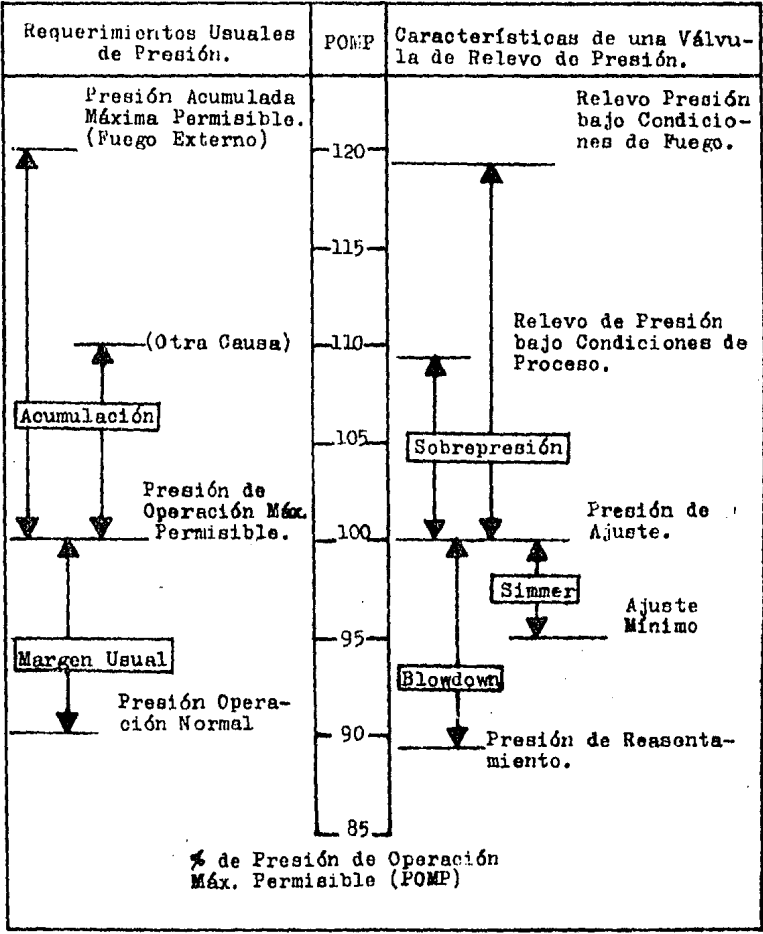 Requerimientos Usuales
de Presión.
POMP
Características de una Válvu-
la de Relevo de Presión.
Presión Acumulada
Máxima Permisible.
(Fuego Externo)
Relevo Presión
bajo Condicio-
nes de Fuego.
120
115
Relevo de Presión
bajo Condiciones de
Proceso.
110
(Otra Causa)
Acumulación
105
Sobrepresión
Presión de
Operación Máx.
Permisible.
100
Presión de
Ajuste.
Simmer
Ajuste
Mínimo
95
Margen Usual
Blowdown
Presión Opera-
ción Normal
90
Presión de Reasenta-
miento.
85
% de Presión de Operación
Máx. Permisible (POMP)